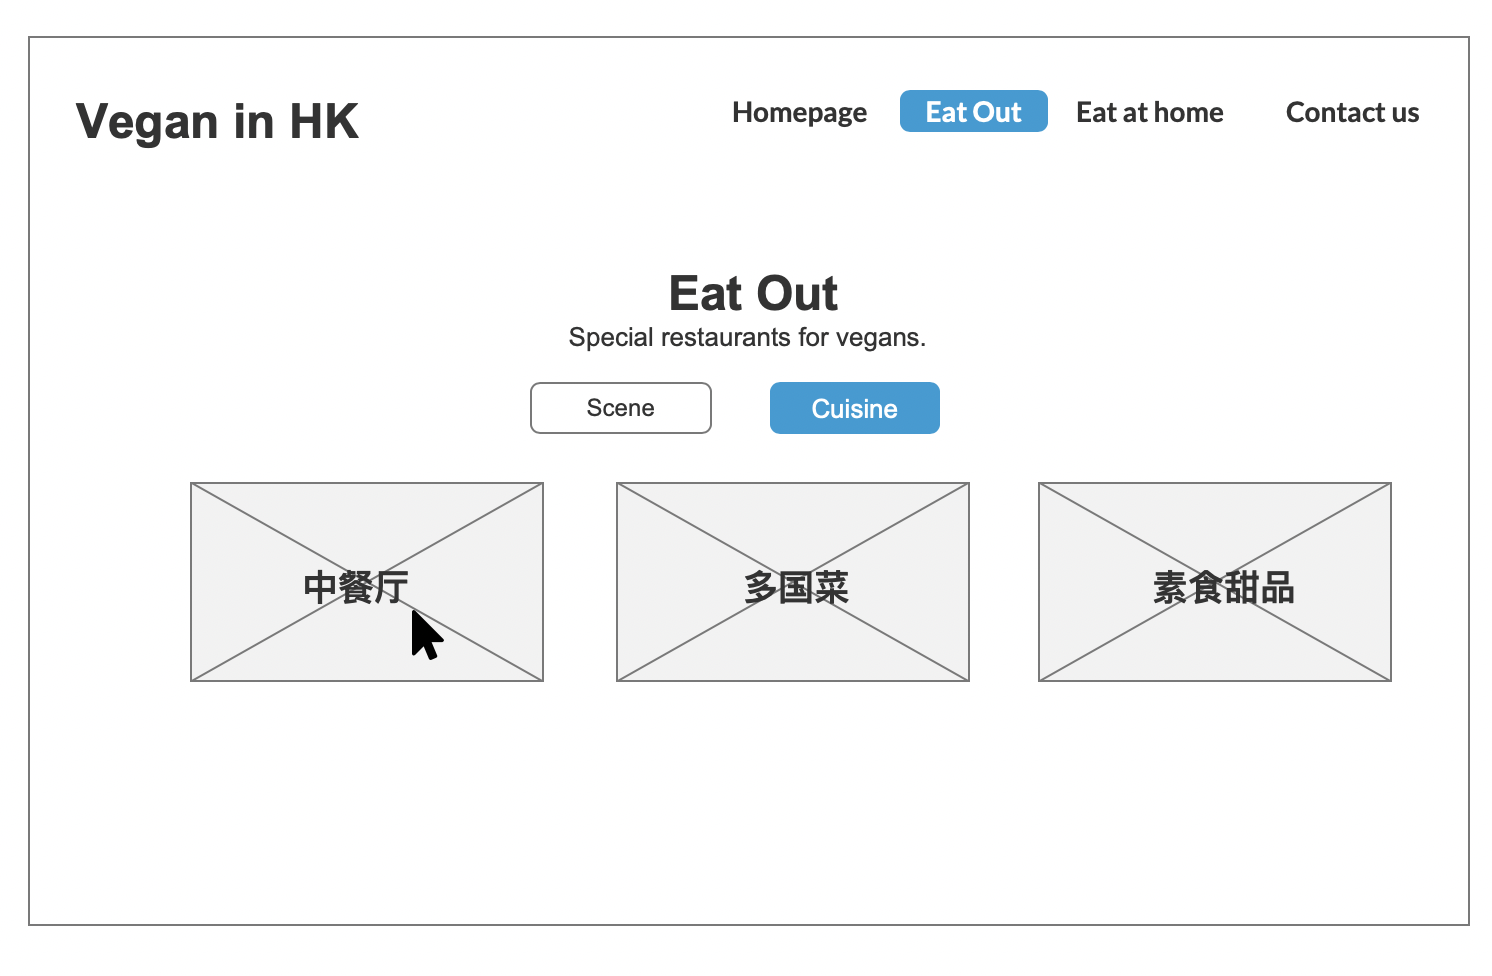 Vegan in HK
Homepage
Eat Out
Eat at home
Contact us
Eat Out
Special restaurants for vegans.
Scene
Cuisine
中餐厅
多国菜
素食甜品